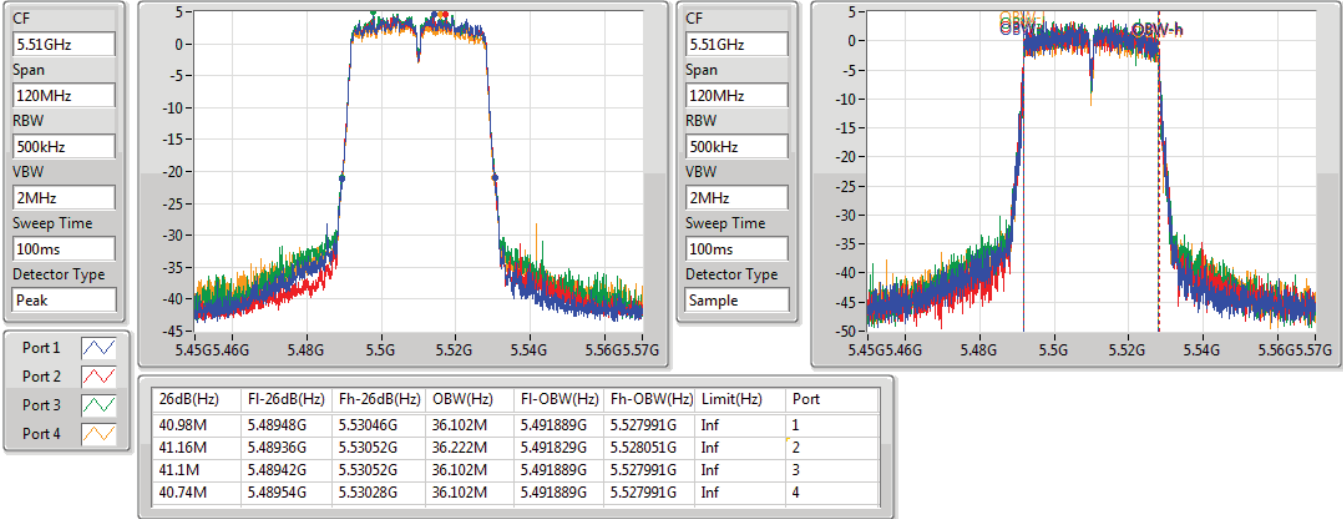 CF
5.51GHz
Span
120MHz
RBW
500kHz
VBW
2MHz
Sweep Time
100ms
Detector Type
Peak
5
0
-5
-10
-15
-20
-25
-30
-35
-40
-45
5.45G 5.46G 5.48G 5.5G 5.52G 5.54G 5.56G 5.57G
CF
5.51GHz
Span
120MHz
RBW
500kHz
VBW
2MHz
Sweep Time
100ms
Detector Type
Sample
OBW-h
5
0
-5
-10
-15
-20
-25
-30
-35
-40
-45
-50
5.45G 5.46G 5.48G 5.5G 5.52G 5.54G 5.56G 5.57G
Port 1
Port 2
Port 3
Port 4
26dB(Hz) Fl-26dB(Hz) Fh-26dB(Hz) OBW(Hz) Fl-OBW(Hz) Fh-OBW(Hz) Limit(Hz) Port
40.98M 5.48948G 5.53046G 36.102M 5.491889G 5.527991G Inf 1
41.16M 5.48936G 5.53052G 36.222M 5.491829G 5.528051G Inf 2
41.1M 5.48942G 5.53052G 36.102M 5.491889G 5.527991G Inf 3
40.74M 5.48954G 5.53028G 36.102M 5.491889G 5.527991G Inf 4